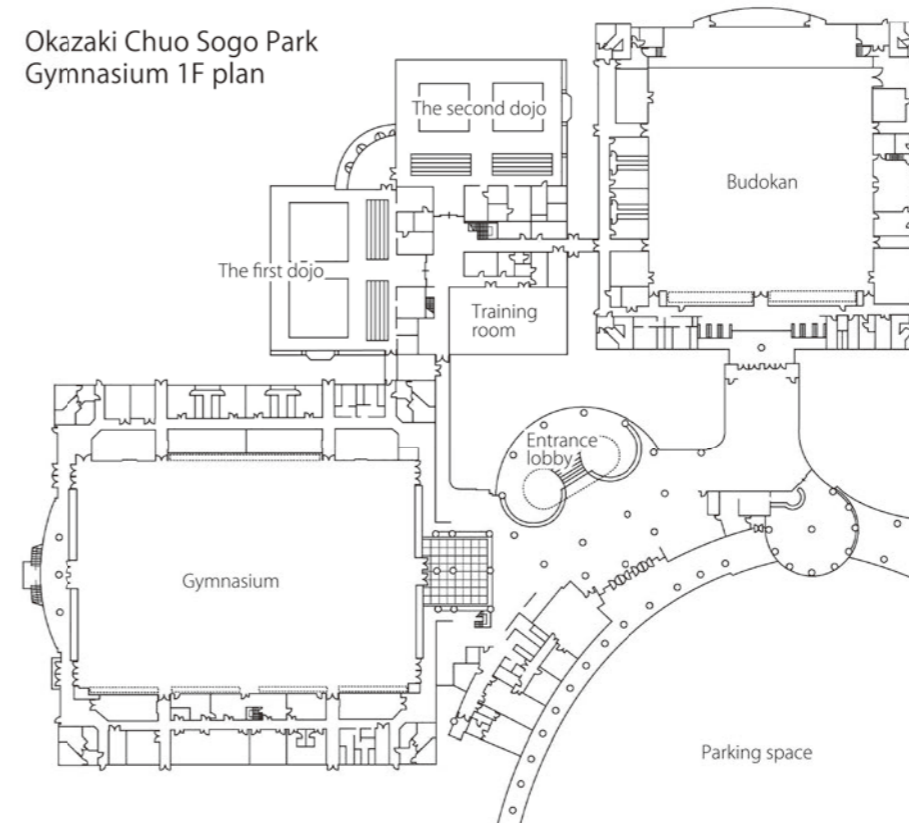 Okazaki Chuo Sogo Park
Gymnasium 1F plan
The second dojo
Budokan
The first dojo
Training
room
Entrance
lobby
Gymnasium
Parking space